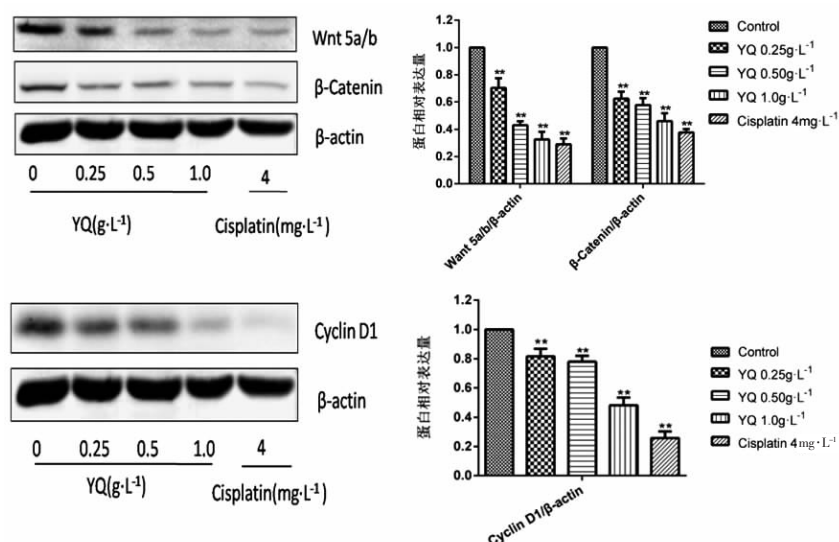 Wnt 5a/b
β-Catenin
β-actin
0 0.25 0.5 1.0 4
YQ(g·L-1) Cisplatin(mg·L-1)
蛋白相对表达量
1.2
1.0
0.8
0.6
0.4
0.2
0.0
** ** ** ** ** ** ** **
Want 5a/b/β-actin
β-Catenin/β-actin
Control
YQ 0.25g·L-1
YQ 0.50g·L-1
YQ 1.0g·L-1
Cisplatin 4mg·L-1
Cyclin D1
β-actin
0 0.25 0.5 1.0 4
YQ(g·L-1) Cisplatin(mg·L-1)
蛋白相对表达量
1.2
1.0
0.8
0.6
0.4
0.2
0.0
** ** ** **
Cyclin D1/β-actin
Control
YQ 0.25g·L-1
YQ 0.50g·L-1
YQ 1.0g·L-1
Cisplatin 4mg·L-1